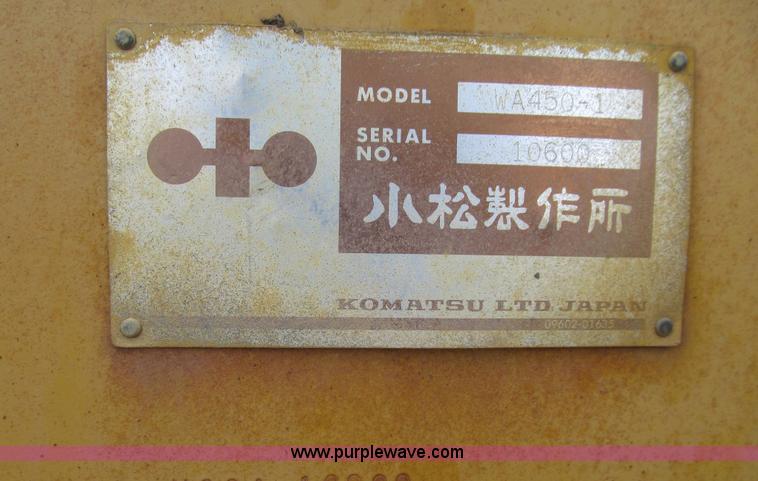 MODEL WA450-1
SERIAL NO. 10600
小松製作所
KOMATSU LTD JAPAN
09602-01635
www.purplewave.com